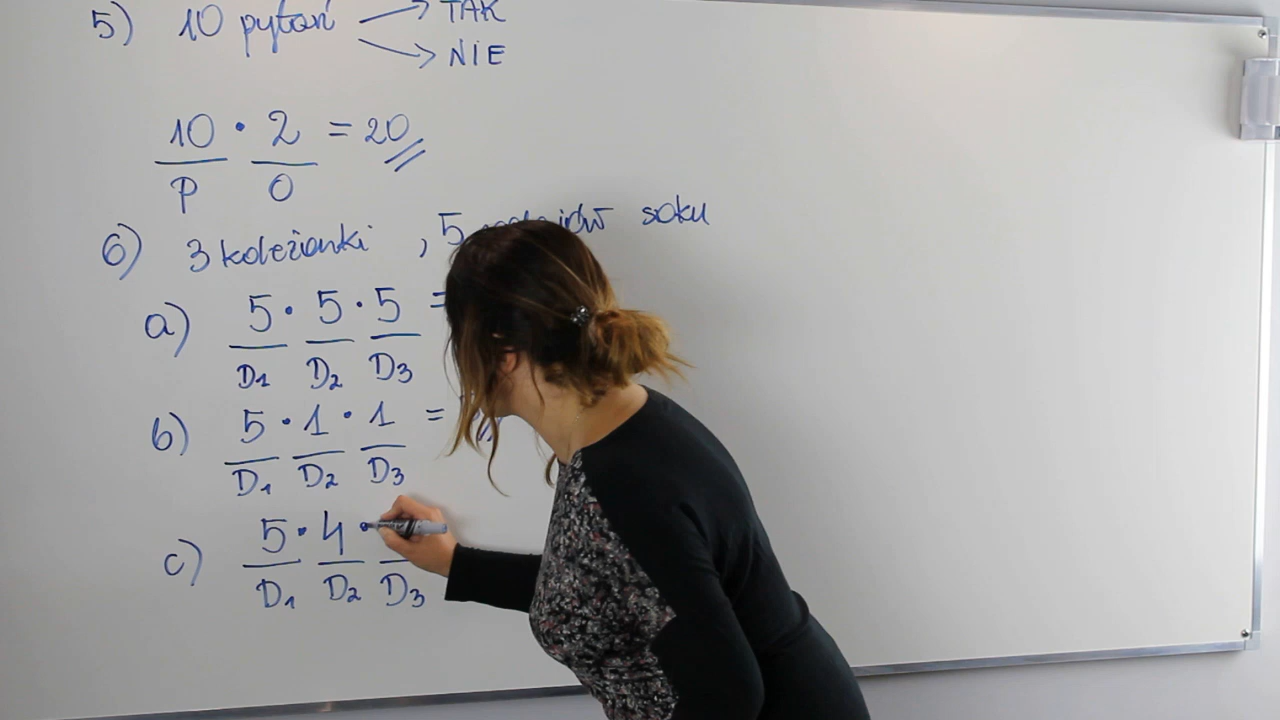 5) 10 pytań → TAK
→ NIE
10 · 2 = 20
P O
6) 3 koleżanki , 5 soku
a) 5 · 5 · 5 =
D1 D2 D3
b) 5 · 1 · 1 =
D1 D2 D3
c) 5 · 4 ·
D1 D2 D3